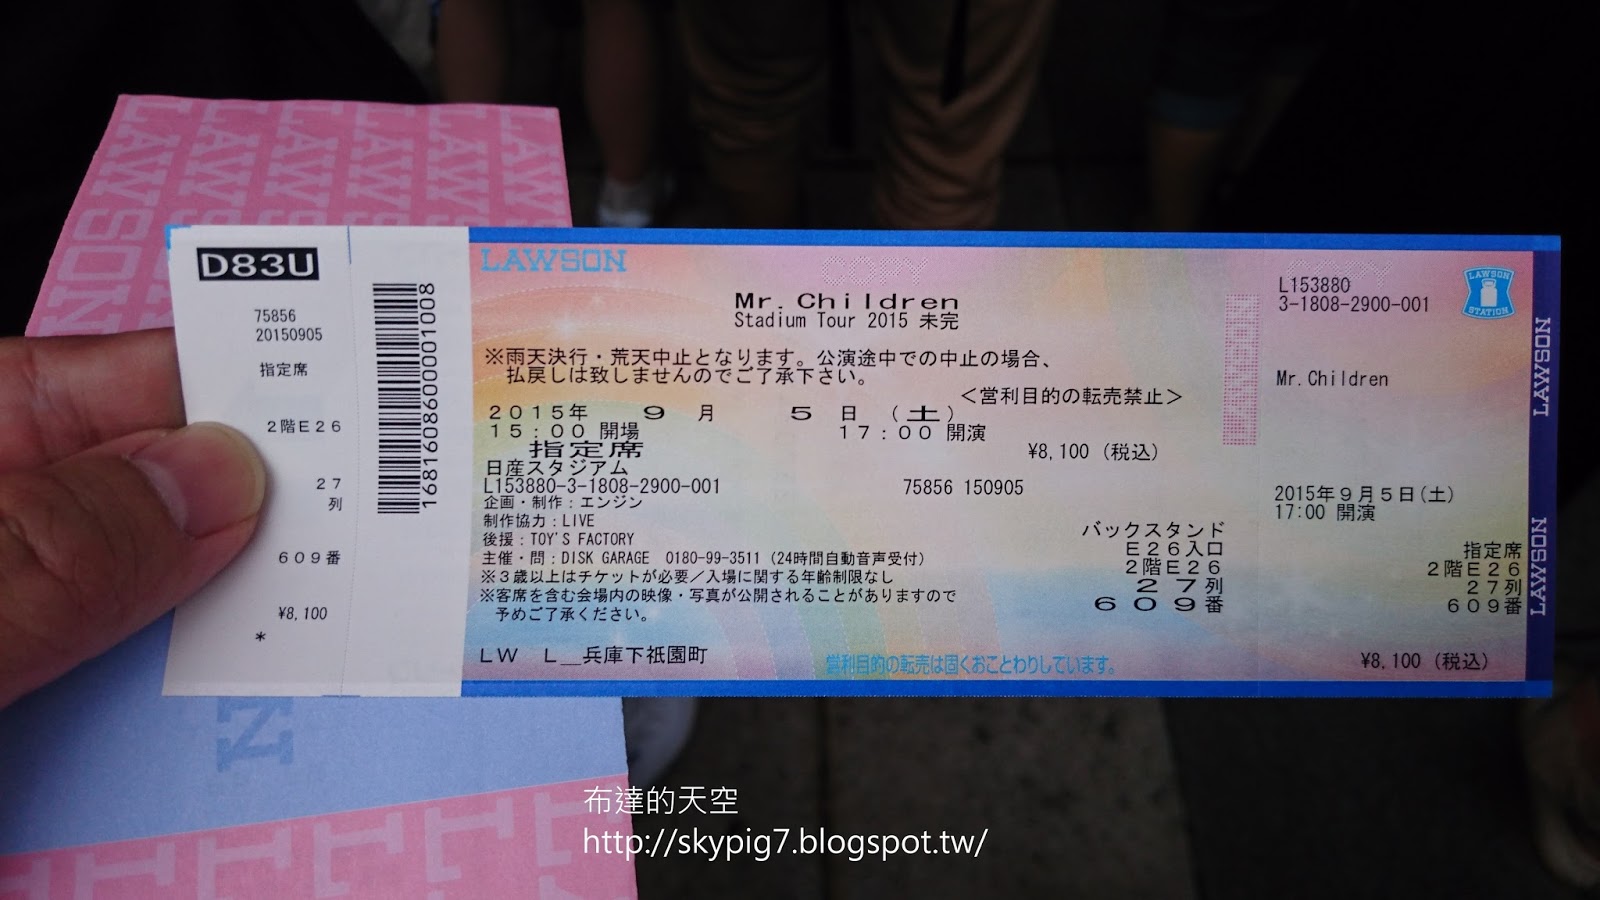 LAWSON LAWSON LAWSON LAWSON LAWSON LAW
D83U
75856
20150905
指定席
2階E26
27
列
609番
¥8,100
*
1681608600001008
LAWSON
COPY
Mr.Children
Stadium Tour 2015 未完
※雨天決行・荒天中止となります。公演途中での中止の場合、
払戻しは致しませんのでご了承下さい。
<営利目的の転売禁止>
2015年 9月 5日 (土)
15:00 開場 17:00 開演
指定席
¥8,100 (税込)
日産スタジアム
L153880-3-1808-2900-001
75856 150905
企画・制作:エンジン
制作協力:LIVE
後援:TOY'S FACTORY
主催・問:DISK GARAGE 0180-99-3511 (24時間自動音声受付)
※3歳以上はチケットが必要/入場に関する年齢制限なし
※客席を含む会場内の映像・写真が公開されることがありますので
予めご了承ください。
バックスタンド
E26入口
2階E26
27列
609番
LW L__兵庫下祇園町
営利目的の転売は固くおことわりしています。
L153880
3-1808-2900-001
LAWSON
STATION
Mr.Children
2015年9月5日(土)
17:00 開演
指定席
2階E26
27列
609番
¥8,100 (税込)
LAWSON
LAWSON
布達的天空
http://skypig7.blogspot.tw/